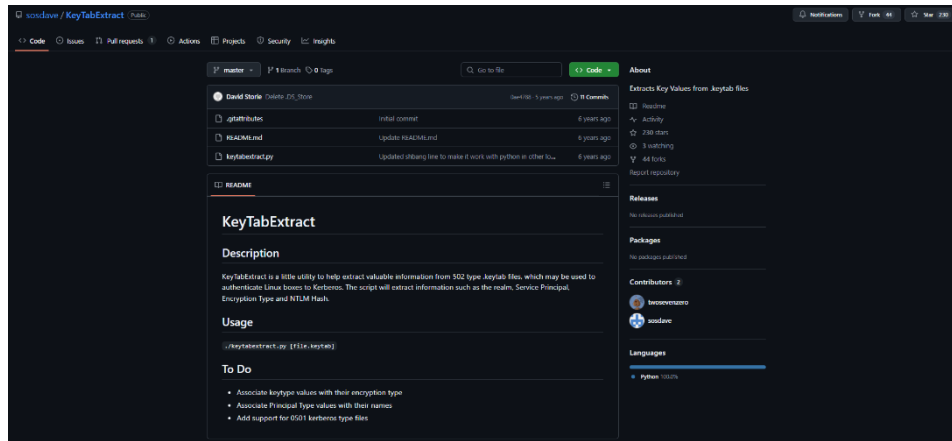 sosdave / KeyTabExtract Public
Notifications
Fork 44
Star 230
Code
Issues
Pull requests 1
Actions
Projects
Security
Insights
master
1 Branch
0 Tags
Go to file
Code
David Storie Delete .DS_Store
5 years ago
11 Commits
.gitattributes Initial commit 6 years ago
README.md Update README.md 6 years ago
keytabextract.py Updated shbang line to make it work with python in other lo... 6 years ago
README
KeyTabExtract
Description
KeyTabExtract is a little utility to help extract valuable information from 502 type .keytab files, which may be used to
authenticate Linux boxes to Kerberos. The script will extract information such as the realm, Service Principal,
Encryption Type and NTLM Hash.
Usage
./keytabextract.py [file.keytab]
To Do
Associate keytype values with their encryption type
Associate Principal Type values with their names
Add support for 0501 kerberos type files
About
Extracts Key Values from .keytab files
Readme
Activity
230 stars
3 watching
44 forks
Report repository
Releases
No releases published
Packages
No packages published
Contributors 2
twosevenzero
sosdave
Languages
Python 100.0%